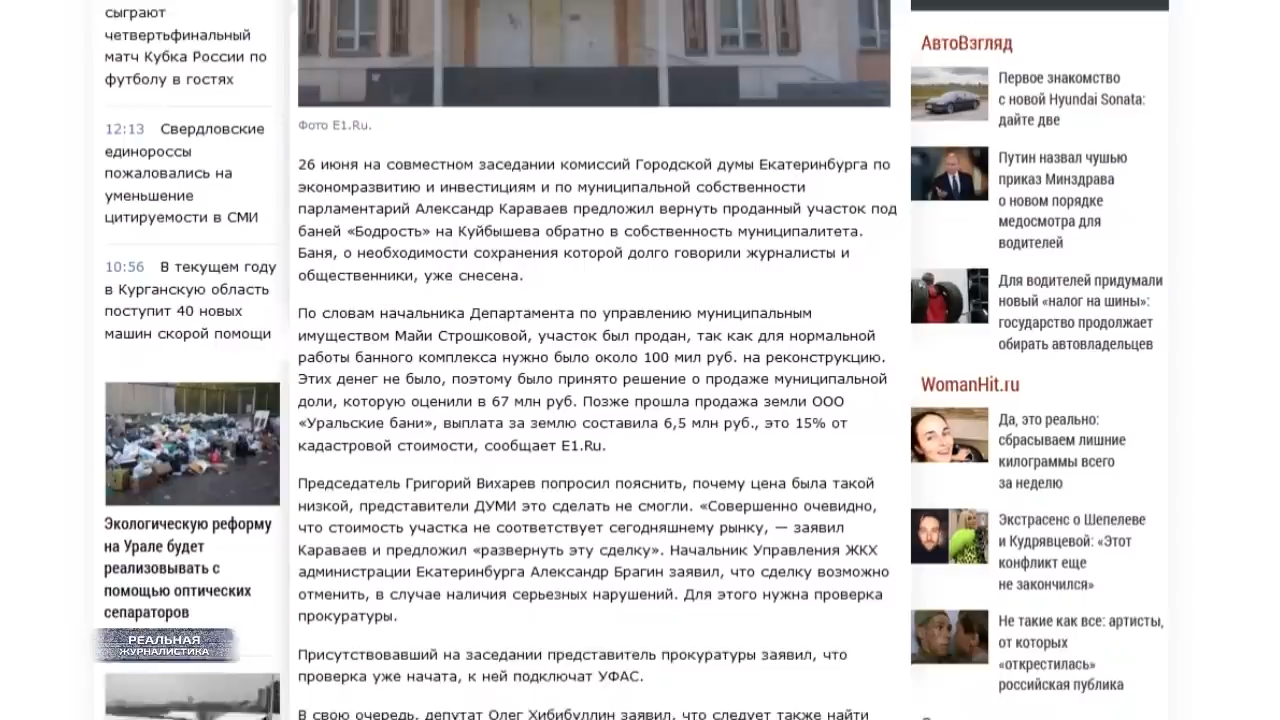 сыграют
четвертьфинальный
матч Кубка России по
футболу в гостях
12:13 Свердловские
единороссы
пожаловались на
уменьшение
цитируемости в СМИ
10:56 В текущем году
в Курганскую область
поступит 40 новых
машин скорой помощи
Экологическую реформу
на Урале будет
реализовывать с
помощью оптических
сепараторов
РЕАЛЬНАЯ
ЖУРНАЛИСТИКА
Фото E1.Ru.
26 июня на совместном заседании комиссий Городской думы Екатеринбурга по
экономразвитию и инвестициям и по муниципальной собственности
парламентарий Александр Караваев предложил вернуть проданный участок под
баней «Бодрость» на Куйбышева обратно в собственность муниципалитета.
Баня, о необходимости сохранения которой долго говорили журналисты и
общественники, уже снесена.
По словам начальника Департамента по управлению муниципальным
имуществом Майи Строшковой, участок был продан, так как для нормальной
работы банного комплекса нужно было около 100 мил руб. на реконструкцию.
Этих денег не было, поэтому было принято решение о продаже муниципальной
доли, которую оценили в 67 млн руб. Позже прошла продажа земли ООО
«Уральские бани», выплата за землю составила 6,5 млн руб., это 15% от
кадастровой стоимости, сообщает E1.Ru.
Председатель Григорий Вихарев попросил пояснить, почему цена была такой
низкой, представители ДУМИ это сделать не смогли. «Совершенно очевидно,
что стоимость участка не соответствует сегодняшнему рынку, — заявил
Караваев и предложил «развернуть эту сделку». Начальник Управления ЖКХ
администрации Екатеринбурга Александр Брагин заявил, что сделку возможно
отменить, в случае наличия серьезных нарушений. Для этого нужна проверка
прокуратуры.
Присутствовавший на заседании представитель прокуратуры заявил, что
проверка уже начата, к ней подключат УФАС.
В свою очередь, депутат Олег Хибибуллин заявил, что следует также найти
АвтоВзгляд
Первое знакомство
с новой Hyundai Sonata:
дайте две
Путин назвал чушью
приказ Минздрава
о новом порядке
медосмотра для
водителей
Для водителей придумали
новый «налог на шины»:
государство продолжает
обирать автовладельцев
WomanHit.ru
Да, это реально:
сбрасываем лишние
килограммы всего
за неделю
Экстрасенс о Шепелеве
и Кудрявцевой: «Этот
конфликт еще
не закончился»
Не такие как все: артисты,
от которых
«открестилась»
российская публика